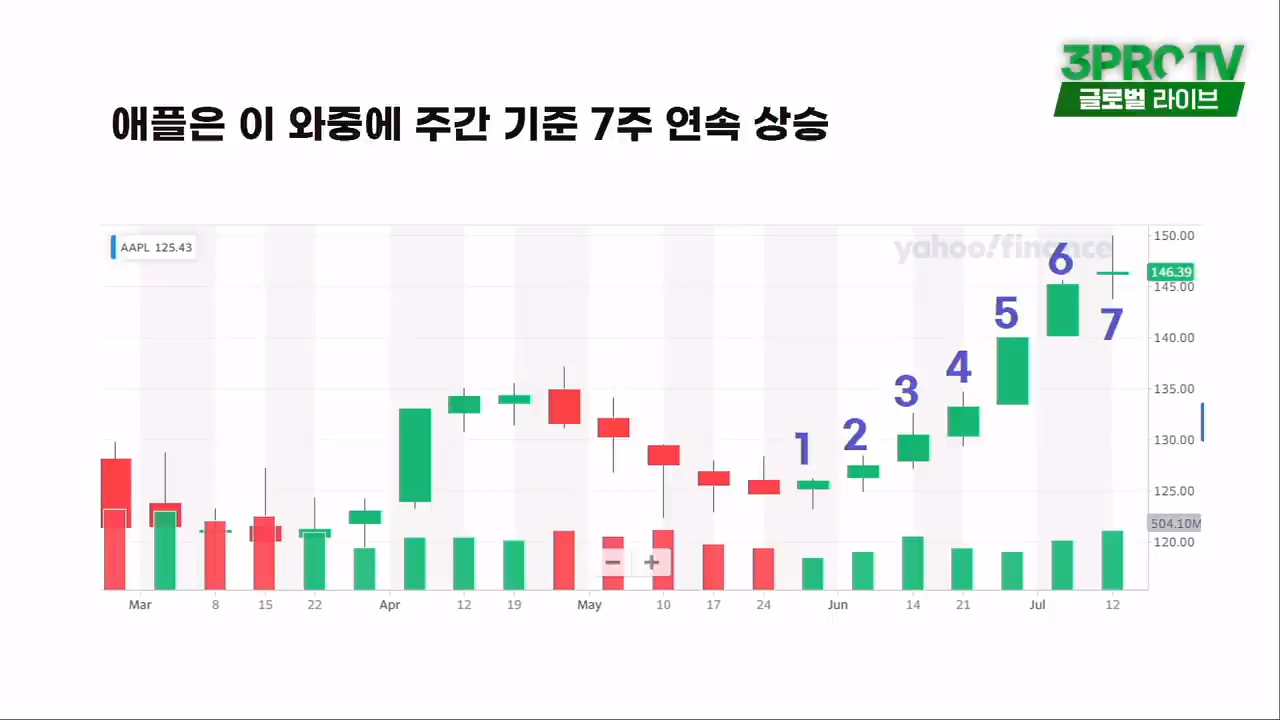 3PROTV
글로벌 라이브
애플은 이 와중에 주간 기준 7주 연속 상승
AAPL 125.43
yahoo!finance
150.00
146.39
145.00
140.00
135.00
130.00
125.00
504.10M
120.00
1
2
3
4
5
6
7
Mar 8 15 22 Apr 12 19 May 10 17 24 Jun 14 21 Jul 12